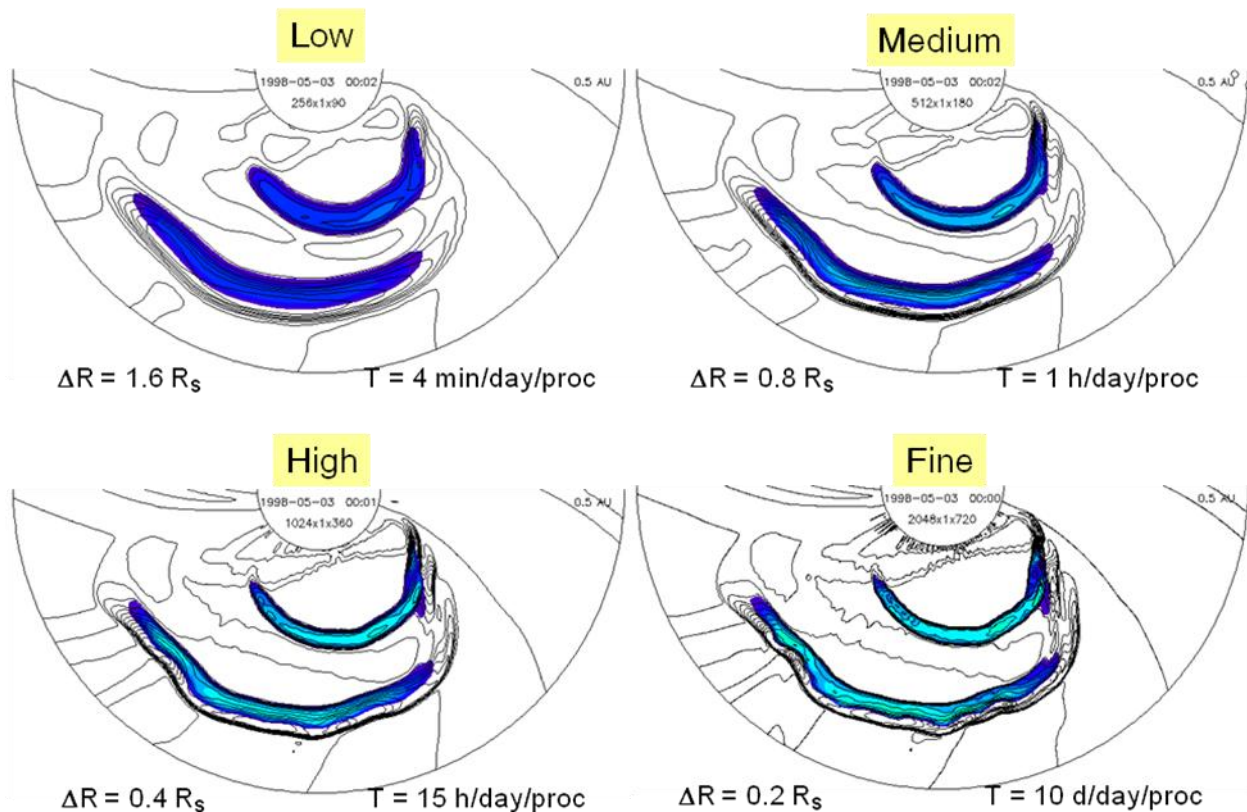 Low
1998-05-03 00:02
256x1x90
0.5 AU
ΔR = 1.6 Rs
T = 4 min/day/proc
Medium
1998-05-03 00:02
512x1x180
0.5 AU
ΔR = 0.8 Rs
T = 1 h/day/proc
High
1998-05-03 00:01
1024x1x360
0.5 AU
ΔR = 0.4 Rs
T = 15 h/day/proc
Fine
1998-05-03 00:00
2048x1x720
0.5 AU
ΔR = 0.2 Rs
T = 10 d/day/proc